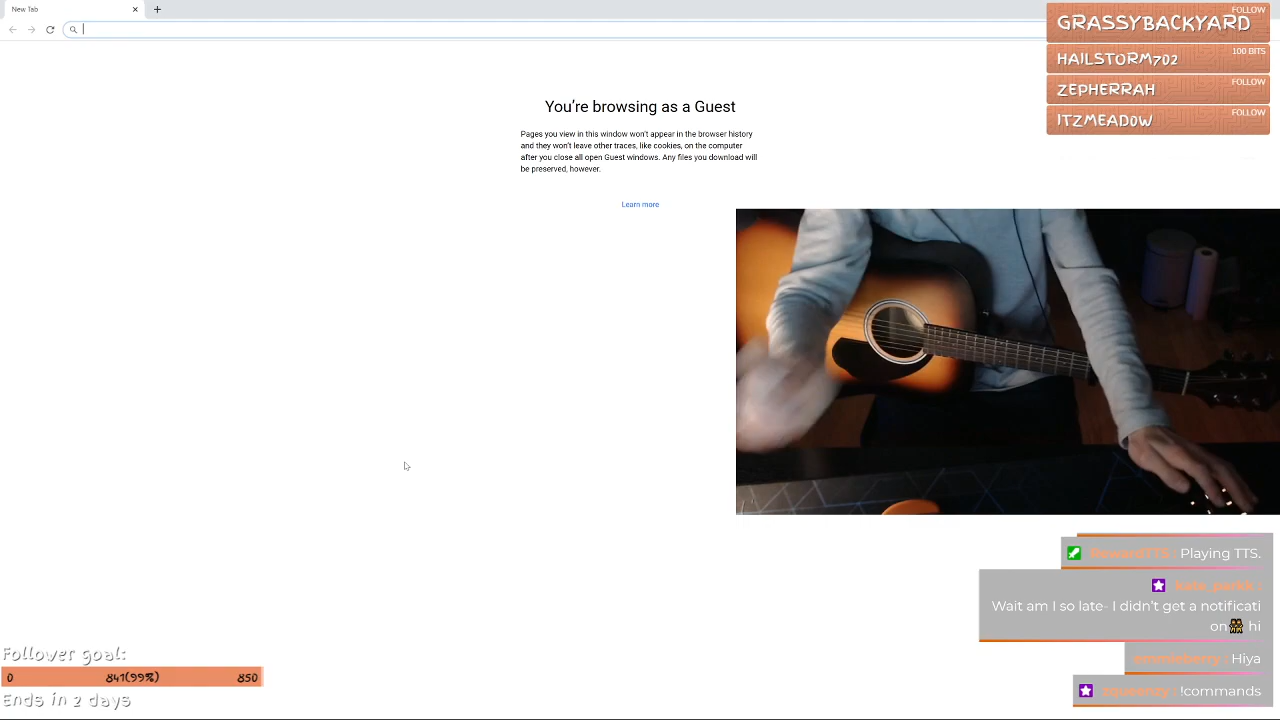 New Tab
You're browsing as a Guest
Pages you view in this window won't appear in the browser history
and they won't leave other traces, like cookies, on the computer
after you close all open Guest windows. Any files you download will
be preserved, however.
Learn more
FOLLOW
GRASSYBACKYARD
100 BITS
HAILSTORM702
FOLLOW
ZEPHERRAH
FOLLOW
ITZMEADOW
RewardTTS : Playing TTS.
Wait am I so late- I didn't get a notificati
on hi
Hiya
squeenzy : !commands
Follower goal:
0 841(99%) 850
Ends in 2 days